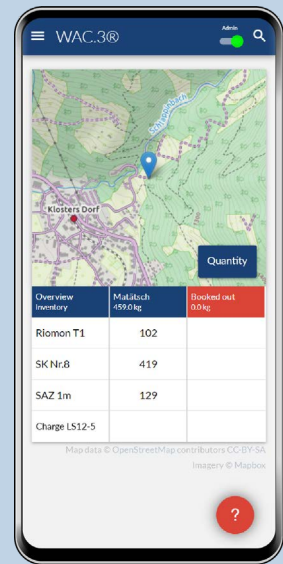 WAC.3®
Admin
Schlappinbach
Klosters Dorf
Quantity
Overview Matätsch Booked out
Inventory 459.0 kg 0.0 kg
Riomon T1 102
SK Nr.8 419
SAZ 1m 129
Charge LS12-5
Map data © OpenStreetMap contributors CC-BY-SA
Imagery © Mapbox
?